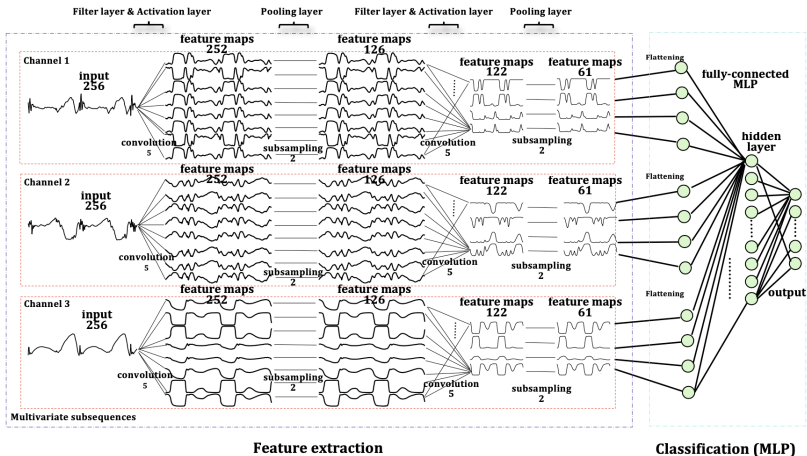 Filter layer & Activation layer
Pooling layer
Filter layer & Activation layer
Pooling layer
Channel 1
input
256
feature maps
252
feature maps
126
feature maps
122
feature maps
61
convolution
5
subsampling
2
convolution
5
subsampling
2
Flattening
fully-connected
MLP
hidden
layer
Channel 2
input
256
feature maps
252
feature maps
126
feature maps
122
feature maps
61
convolution
5
subsampling
2
convolution
5
subsampling
2
Flattening
Channel 3
input
256
feature maps
252
feature maps
126
feature maps
122
feature maps
61
convolution
5
subsampling
2
convolution
5
subsampling
2
Flattening
output
Multivariate subsequences
Feature extraction
Classification (MLP)